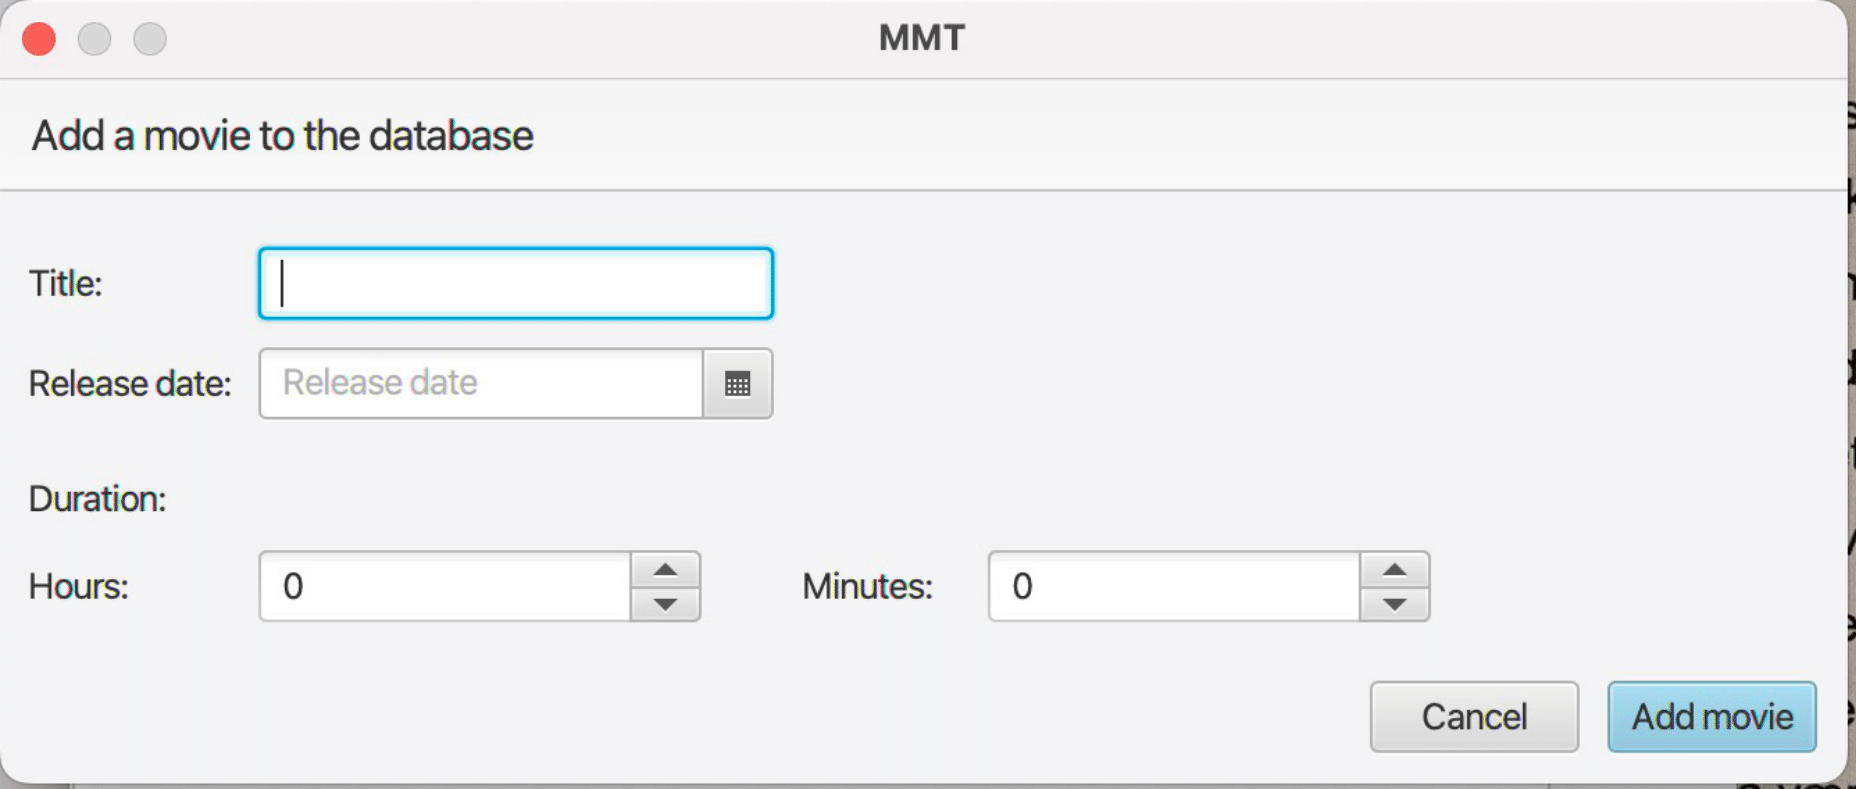 MMT
Add a movie to the database
Title:
Release date: Release date
Duration:
Hours: 0 Minutes: 0
Cancel Add movie